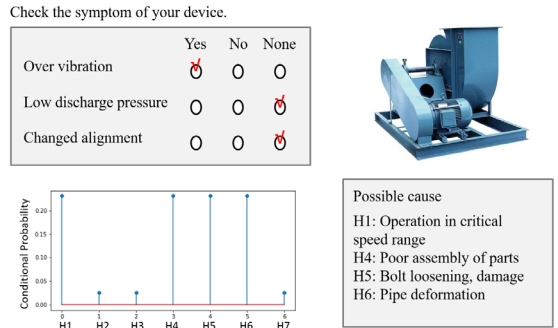 Check the symptom of your device.
Yes No None
Over vibration
Low discharge pressure
Changed alignment
Conditional Probability
0.20
0.15
0.10
0.05
0.00
0 1 2 3 4 5 6
H1 H2 H3 H4 H5 H6 H7
Possible cause
H1: Operation in critical
speed range
H4: Poor assembly of parts
H5: Bolt loosening, damage
H6: Pipe deformation